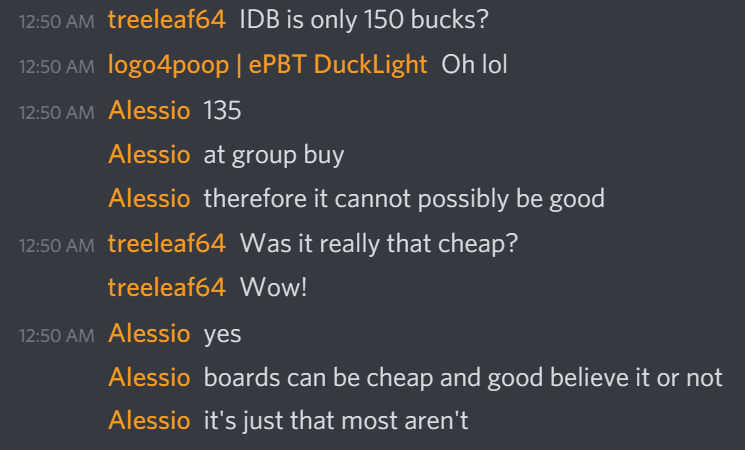 12:50 AM treeleaf64 IDB is only 150 bucks?
12:50 AM logo4poop | ePBT DuckLight Oh lol
12:50 AM Alessio 135
Alessio at group buy
Alessio therefore it cannot possibly be good
12:50 AM treeleaf64 Was it really that cheap?
treeleaf64 Wow!
12:50 AM Alessio yes
Alessio boards can be cheap and good believe it or not
Alessio it's just that most aren't